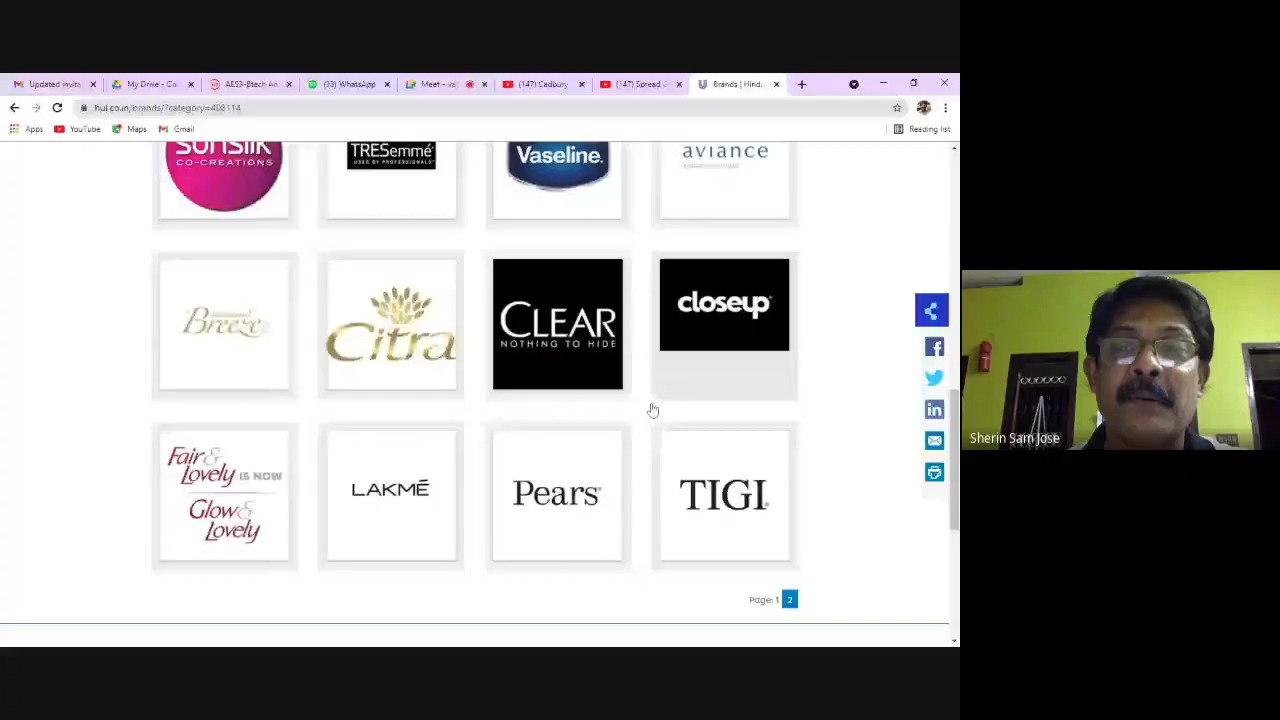 Updated invita
My Drive - Go
AES3-Btech A
(33) WhatsApp
Meet – va
(147) Cadbury
(147) Spread
Brands | Hindu
hul.co.in/brands/?category=408114
Apps
YouTube
Maps
Gmail
Reading list
sunsilk
CO-CREATIONS
TRESemmé
USED BY PROFESSIONALS
Vaseline.
aviance
Breeze
Citra
CLEAR
NOTHING TO HIDE
closeup
Fair &
Lovely IS NOW
Glow &
Lovely
LAKMÉ
Pears
TIGI
Page: 1 2
Sherin Sam Jose